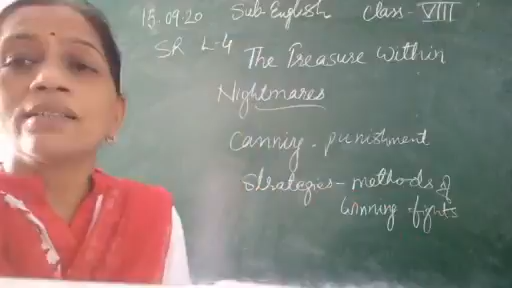 15.09.20 Sub-English Class-VIII
SR L-4 The Treasure Within
Nightmares
Canning - punishment
Strategies - methods of
winning fights